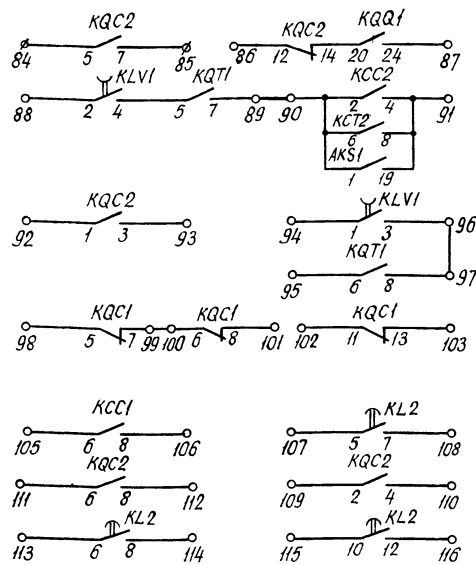 KQC2 KQC2 KQQ1
84 5 7 85 86 12 14 20 24 87
KLV1 KQT1 KCC2
88 2 4 5 7 89 90 2 4 91
KCT2
6 8
AKS1
1 19
KQC2 KLV1
92 1 3 93 94 1 3 96
KQT1
95 6 8 97
KQC1 KQC1 KQC1
98 5 7 99 100 6 8 101 102 11 13 103
KCC1 KL2
105 6 8 106 107 5 7 108
KQC2 KQC2
111 6 8 112 109 2 4 110
KL2 KL2
113 6 8 114 115 10 12 116